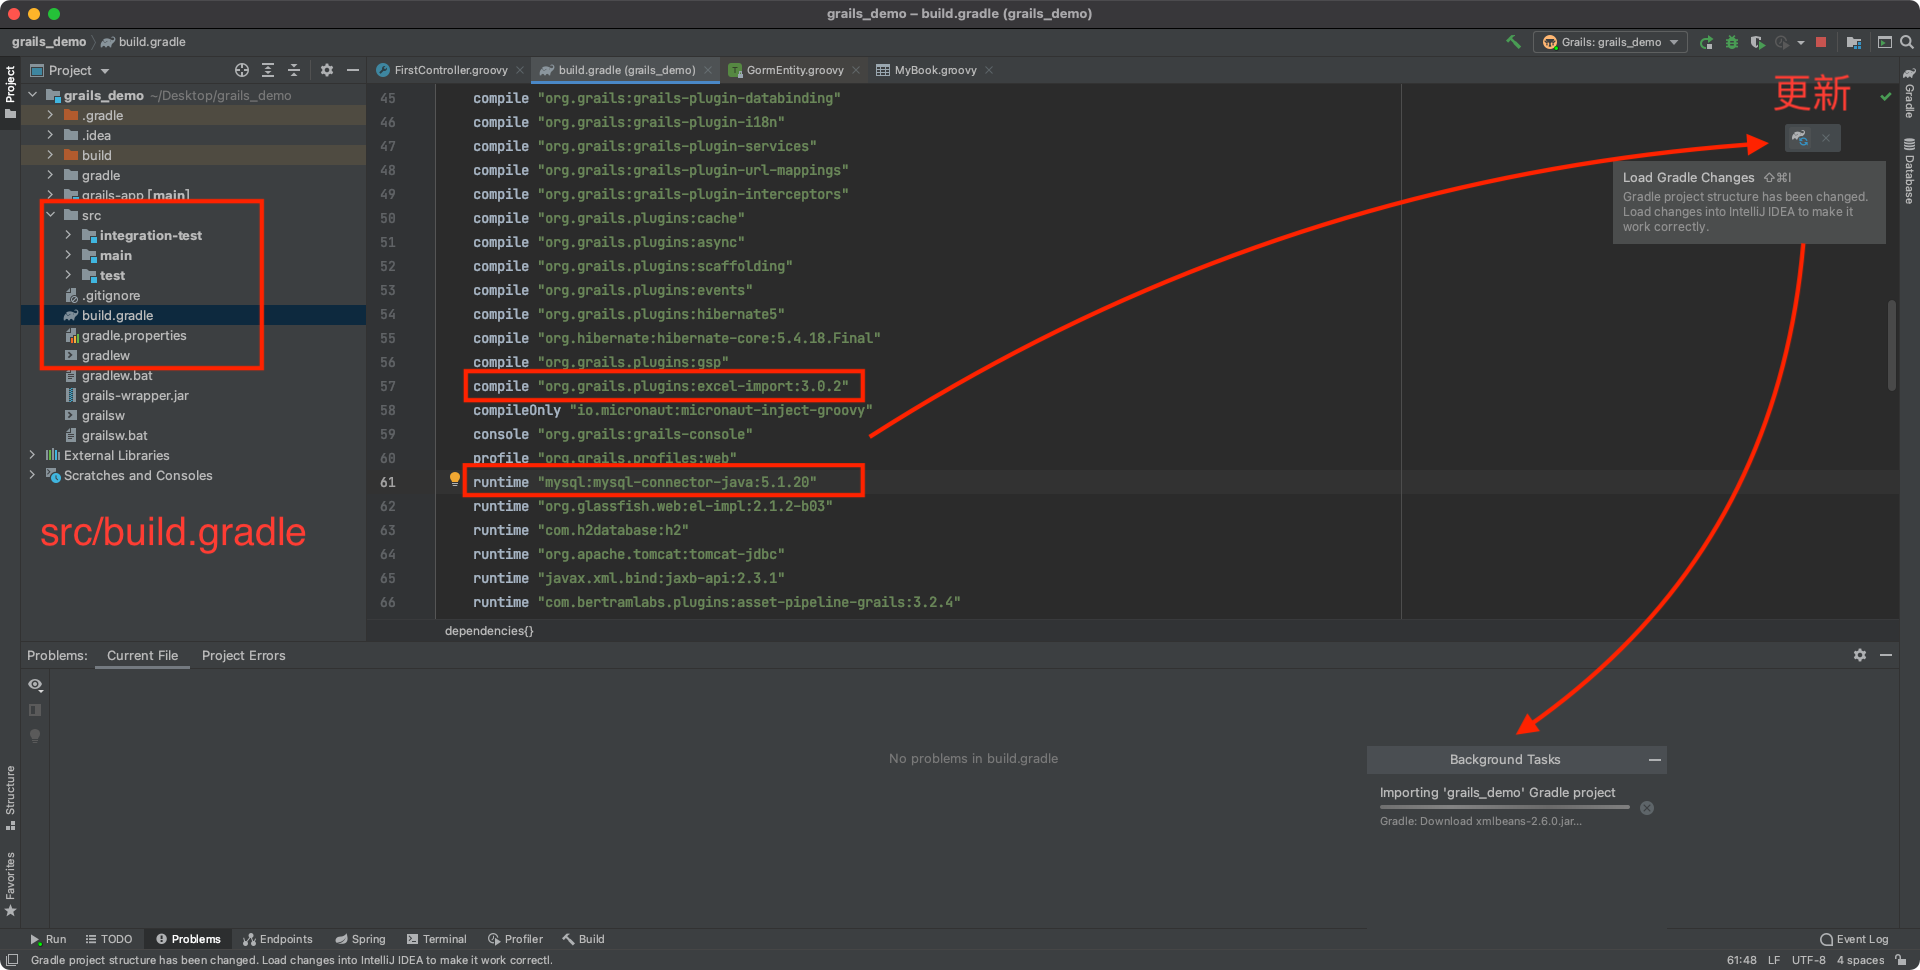 grails_demo – build.gradle (grails_demo)
grails_demo
build.gradle
Grails: grails_demo
Project
Project
FirstController.groovy
build.gradle (grails_demo)
GormEntity.groovy
MyBook.groovy
grails_demo ~/Desktop/grails_demo
.gradle
.idea
build
gradle
grails-app [main]
src
integration-test
main
test
.gitignore
build.gradle
gradle.properties
gradlew
gradlew.bat
grails-wrapper.jar
grailsw
grailsw.bat
External Libraries
Scratches and Consoles
src/build.gradle
45 compile "org.grails:grails-plugin-databinding"
46 compile "org.grails:grails-plugin-i18n"
47 compile "org.grails:grails-plugin-services"
48 compile "org.grails:grails-plugin-url-mappings"
49 compile "org.grails:grails-plugin-interceptors"
50 compile "org.grails.plugins:cache"
51 compile "org.grails.plugins:async"
52 compile "org.grails.plugins:scaffolding"
53 compile "org.grails.plugins:events"
54 compile "org.grails.plugins:hibernate5"
55 compile "org.hibernate:hibernate-core:5.4.18.Final"
56 compile "org.grails.plugins:gsp"
57 compile "org.grails.plugins:excel-import:3.0.2"
58 compileOnly "io.micronaut:micronaut-inject-groovy"
59 console "org.grails:grails-console"
60 profile "org.grails.profiles:web"
61 runtime "mysql:mysql-connector-java:5.1.20"
62 runtime "org.glassfish.web:el-impl:2.1.2-b03"
63 runtime "com.h2database:h2"
64 runtime "org.apache.tomcat:tomcat-jdbc"
65 runtime "javax.xml.bind:jaxb-api:2.3.1"
66 runtime "com.bertramlabs.plugins:asset-pipeline-grails:3.2.4"
dependencies{}
更新
Load Gradle Changes ⇧⌘I
Gradle project structure has been changed.
Load changes into IntelliJ IDEA to make it
work correctly.
Gradle
Database
Problems:
Current File
Project Errors
No problems in build.gradle
Background Tasks
Importing 'grails_demo' Gradle project
Gradle: Download xmlbeans-2.6.0.jar...
Structure
Favorites
Run
TODO
Problems
Endpoints
Spring
Terminal
Profiler
Build
Event Log
Gradle project structure has been changed. Load changes into IntelliJ IDEA to make it work correctl.
61:48
LF
UTF-8
4 spaces